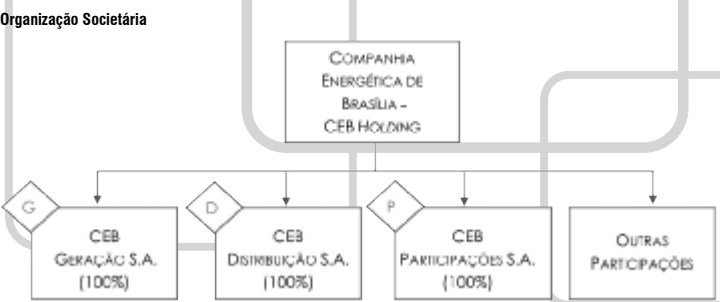 Organização Societária
COMPANHIA
ENERGÉTICA DE
BRASÍLIA –
CEB HOLDING
G
CEB
GERAÇÃO S.A.
(100%)
D
CEB
DISTRIBUIÇÃO S.A.
(100%)
P
CEB
PARTICIPAÇÕES S.A.
(100%)
OUTRAS
PARTICIPAÇÕES